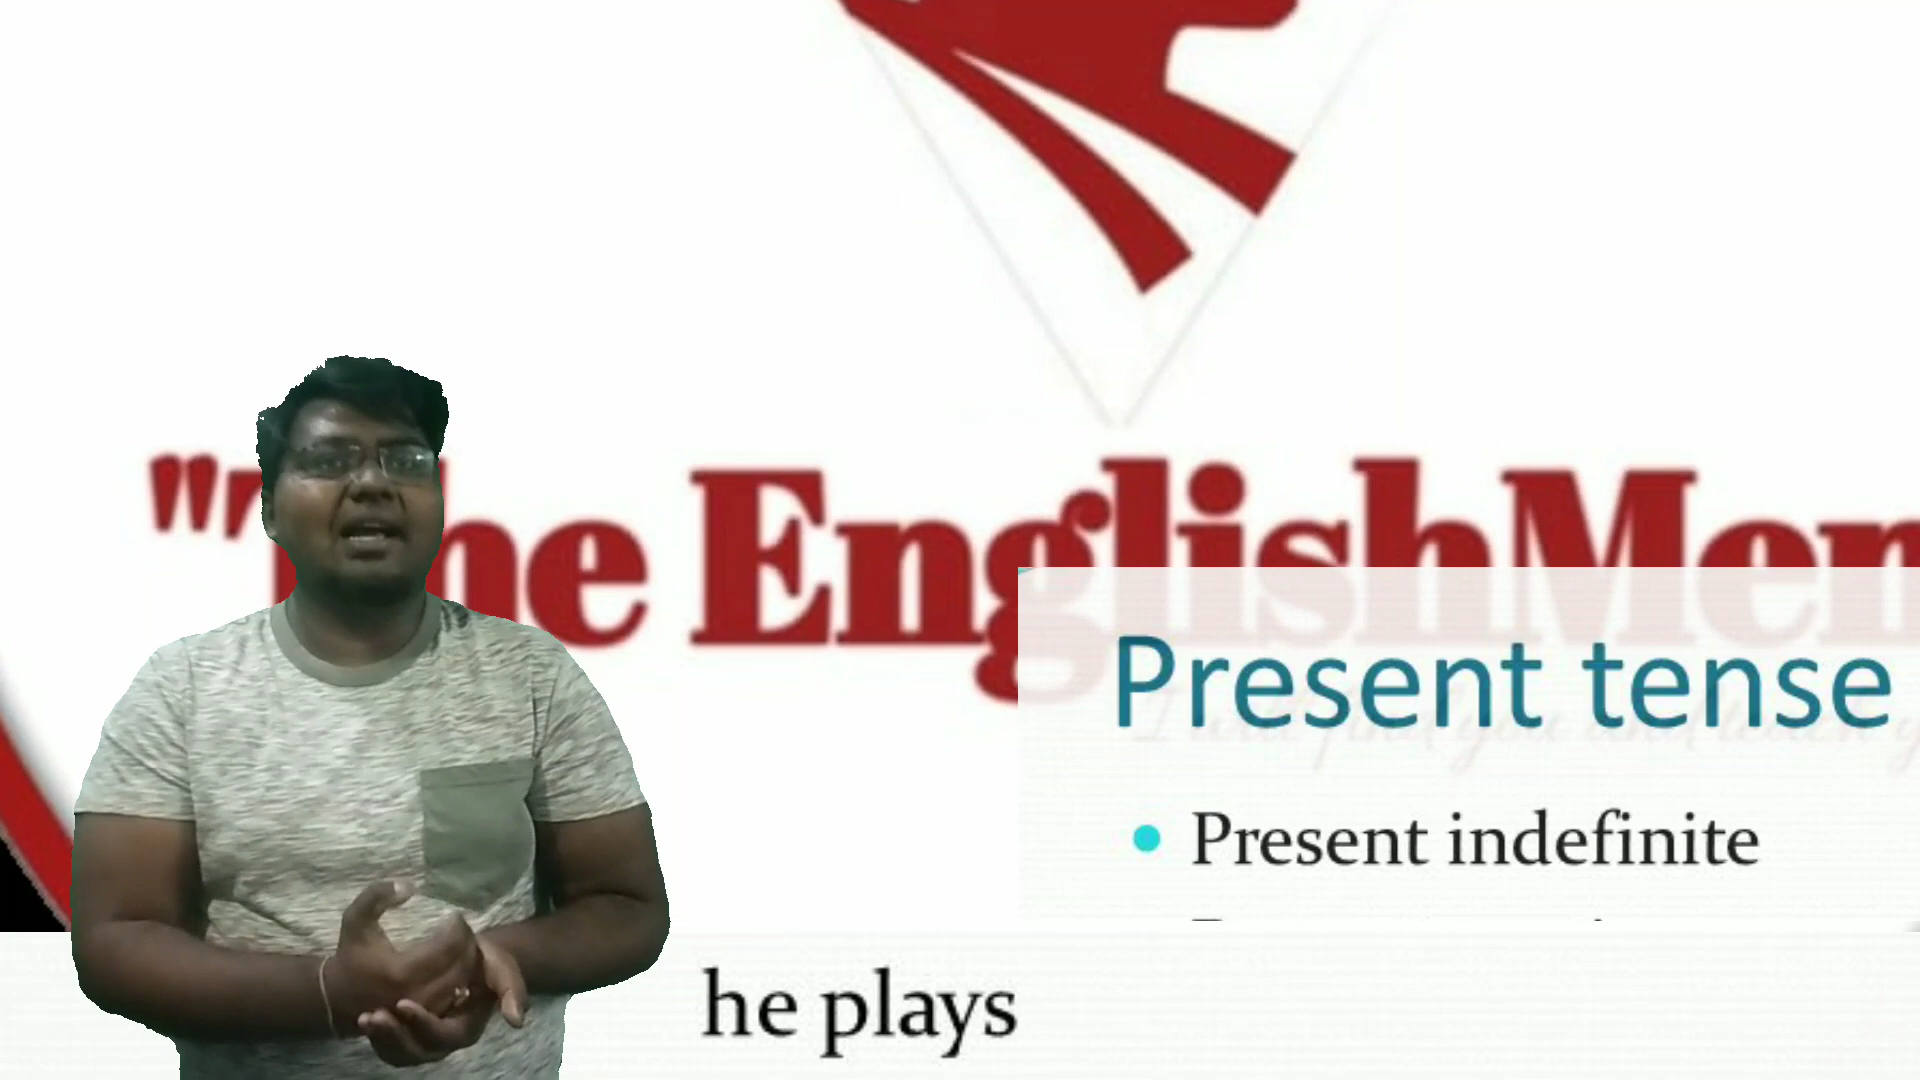 "The EnglishMen
Present tense
• Present indefinite
he plays